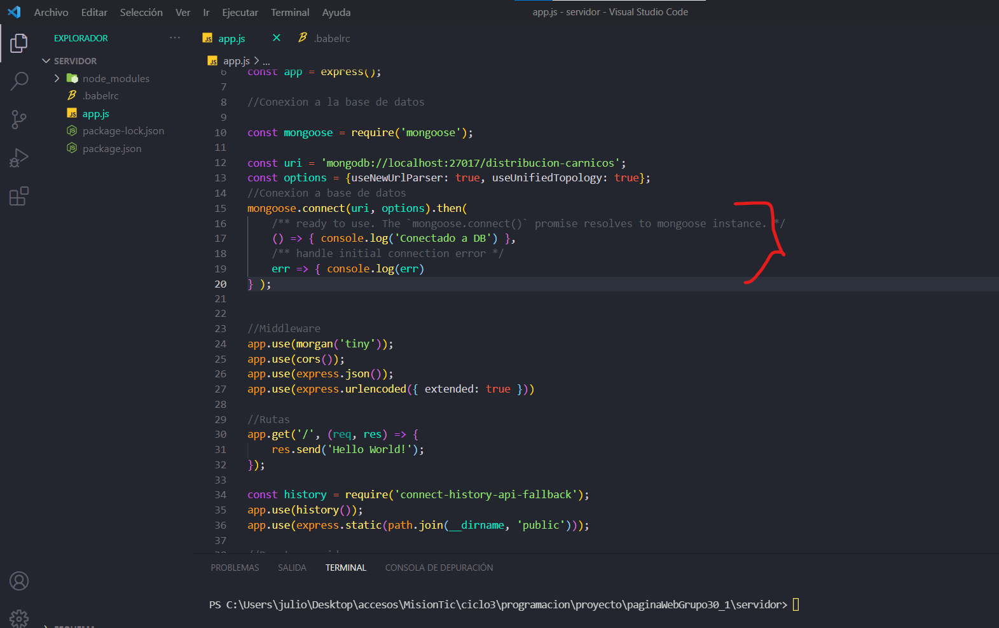 Archivo Editar Selección Ver Ir Ejecutar Terminal Ayuda app.js - servidor - Visual Studio Code
EXPLORADOR ···
SERVIDOR
node_modules
.babelrc
JS app.js
package-lock.json
package.json
JS app.js × .babelrc
JS app.js > ...
6 const app = express();
7
8 //Conexion a la base de datos
9
10 const mongoose = require('mongoose');
11
12 const uri = 'mongodb://localhost:27017/distribucion-carnicos';
13 const options = {useNewUrlParser: true, useUnifiedTopology: true};
14 //Conexion a base de datos
15 mongoose.connect(uri, options).then(
16 /** ready to use. The `mongoose.connect()` promise resolves to mongoose instance. */
17 () => { console.log('Conectado a DB') },
18 /** handle initial connection error */
19 err => { console.log(err)
20 } );
21
22
23 //Middleware
24 app.use(morgan('tiny'));
25 app.use(cors());
26 app.use(express.json());
27 app.use(express.urlencoded({ extended: true }))
28
29 //Rutas
30 app.get('/', (req, res) => {
31 res.send('Hello World!');
32 });
33
34 const history = require('connect-history-api-fallback');
35 app.use(history());
36 app.use(express.static(path.join(__dirname, 'public')));
37
PROBLEMAS SALIDA TERMINAL CONSOLA DE DEPURACIÓN
PS C:\Users\julio\Desktop\accesos\MisionTic\ciclo3\programacion\proyecto\paginaWebGrupo30_1\servidor>